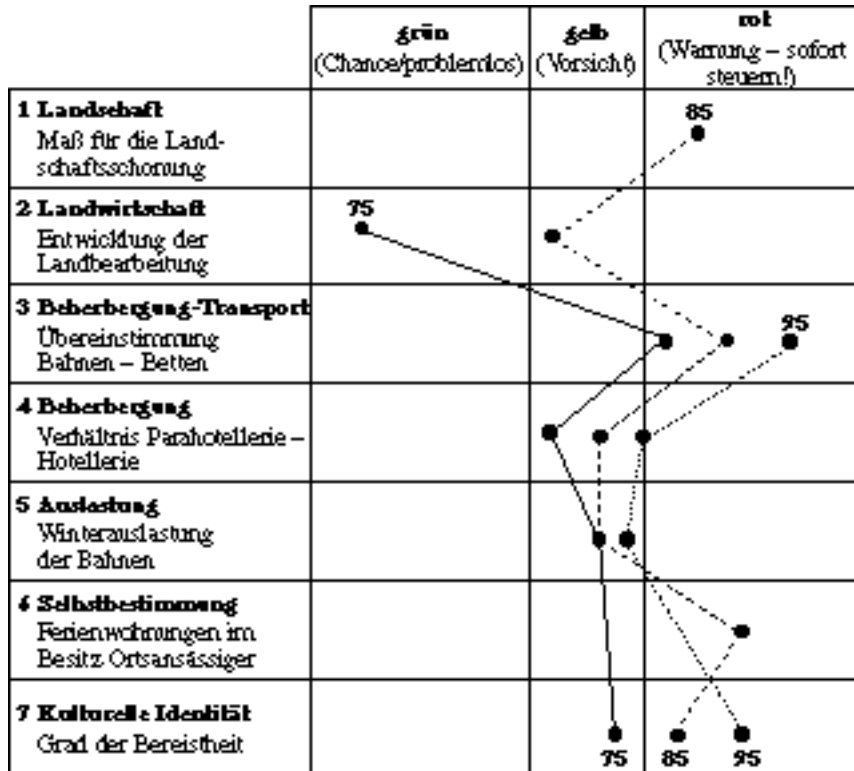 grün
(Chance/problemlos)
gelb
(Vorsicht)
rot
(Warnung – sofort
steuern!)
1 Landschaft
Maß für die Land-
schaftsschonung
85
2 Landwirtschaft
Entwicklung der
Landbearbeitung
75
3 Beherbergung-Transport
Übereinstimmung
Bahnen – Betten
95
4 Beherbergung
Verhältnis Parahotellerie –
Hotellerie
5 Auslastung
Winterauslastung
der Bahnen
6 Selbstbestimmung
Ferienwohnungen im
Besitz Ortsansässiger
7 Kulturelle Identität
Grad der Bereistheit
75 85 95